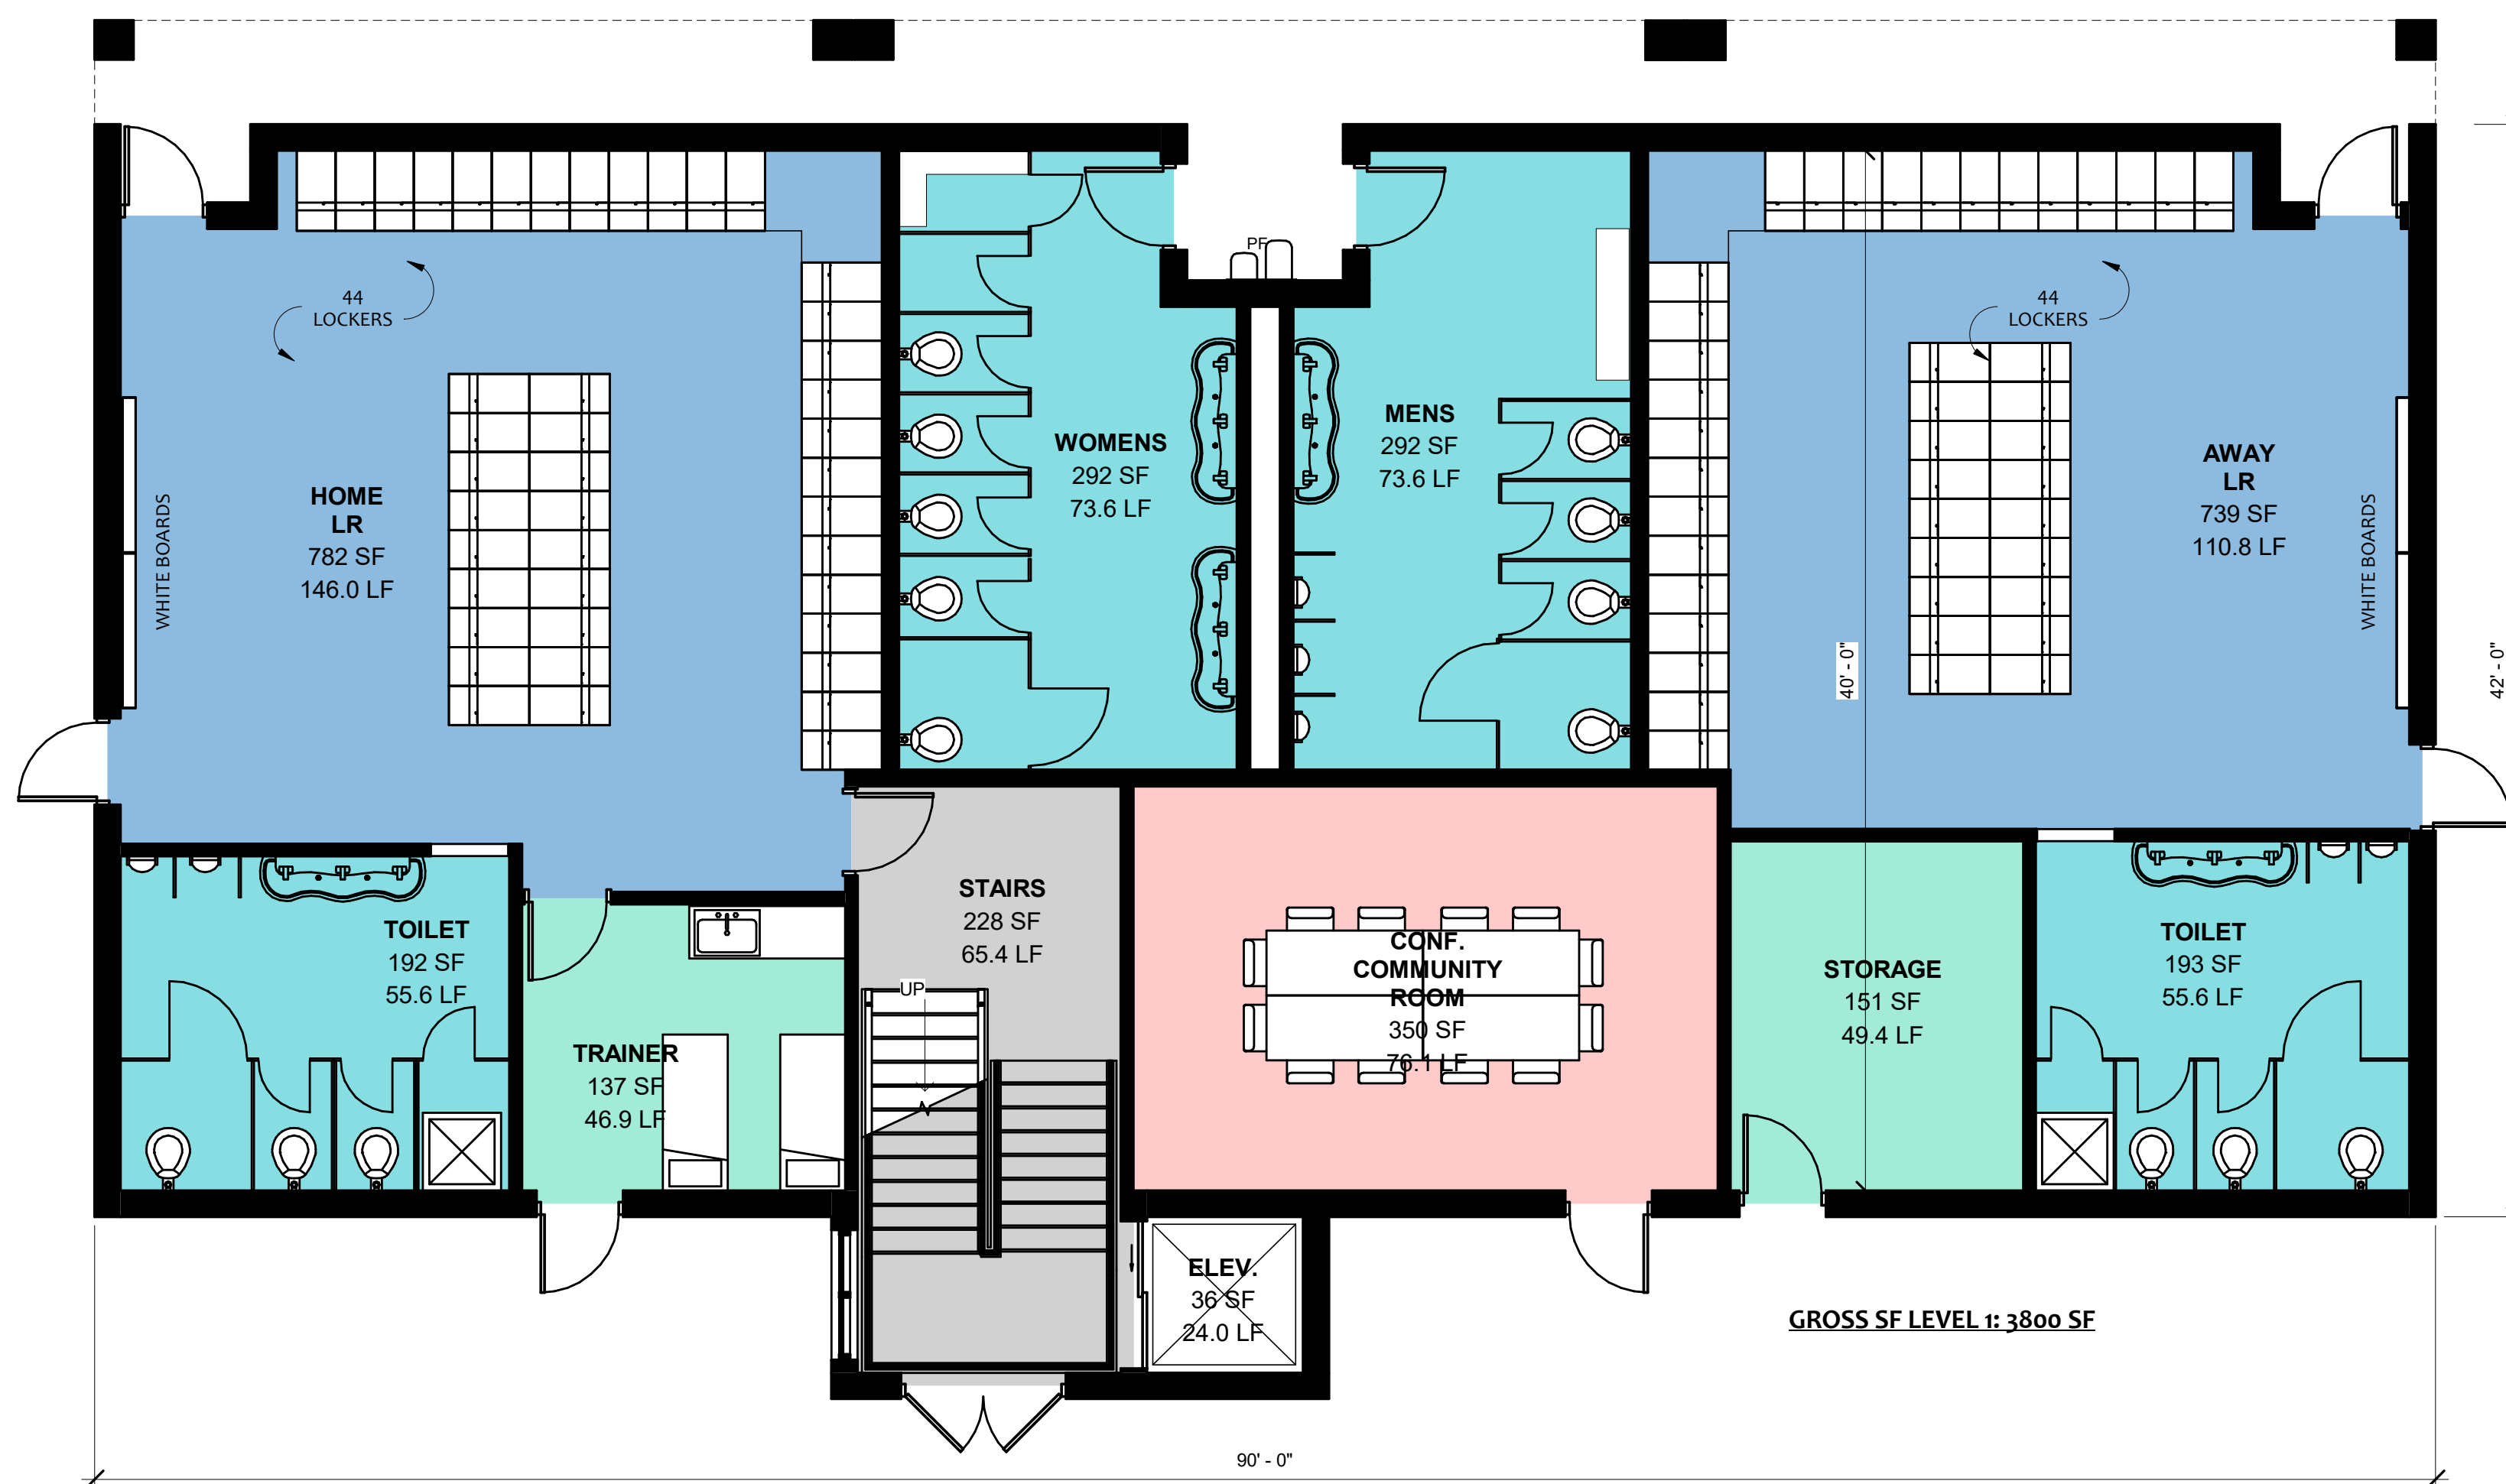 PF
44
LOCKERS
44
LOCKERS
HOME
LR
782 SF
146.0 LF
WHITE BOARDS
WOMENS
292 SF
73.6 LF
MENS
292 SF
73.6 LF
AWAY
LR
739 SF
110.8 LF
WHITE BOARDS
40' - 0"
42' - 0"
TOILET
192 SF
55.6 LF
TRAINER
137 SF
46.9 LF
STAIRS
228 SF
65.4 LF
UP
CONF.
COMMUNITY
ROOM
350 SF
76.1 LF
STORAGE
151 SF
49.4 LF
TOILET
193 SF
55.6 LF
ELEV.
36 SF
24.0 LF
GROSS SF LEVEL 1: 3800 SF
90' - 0"